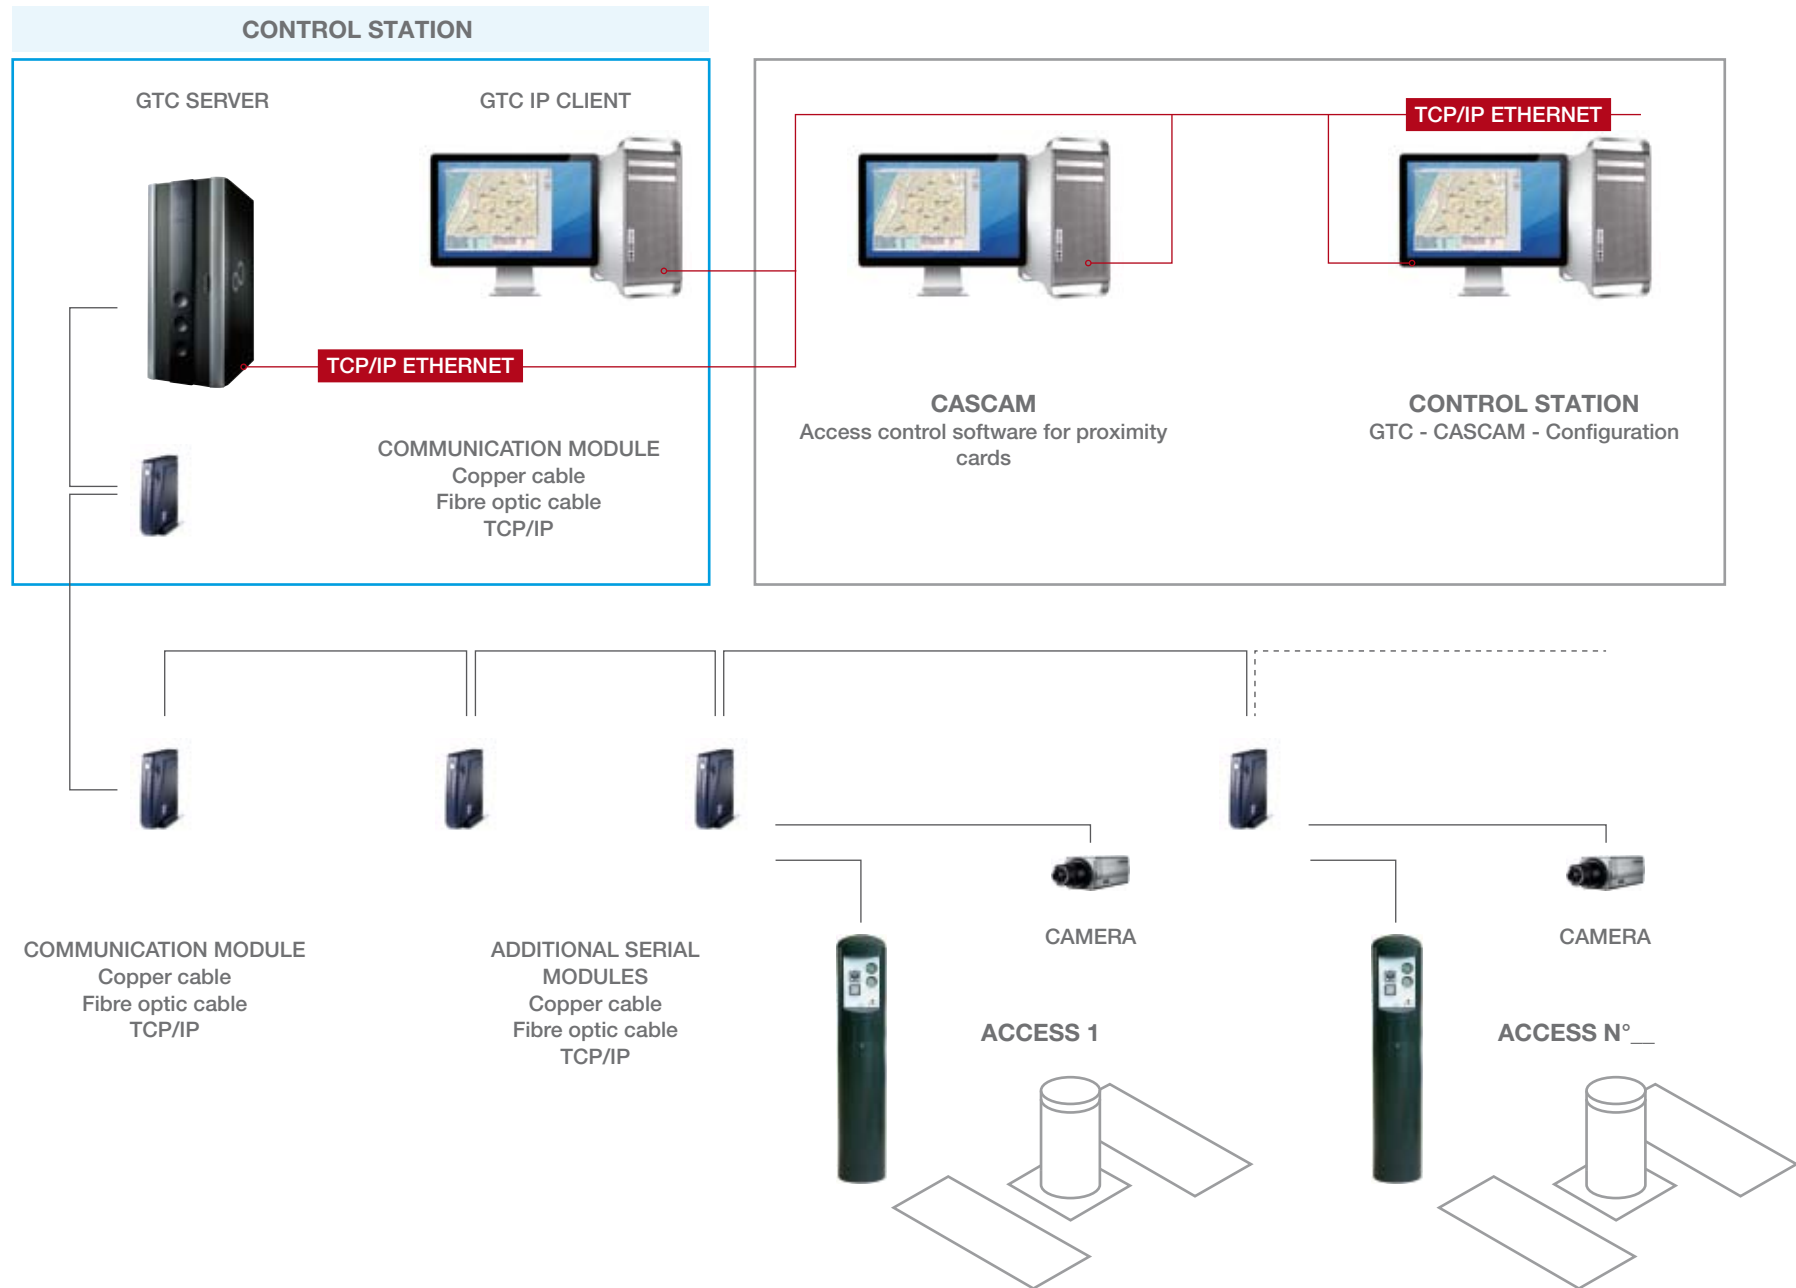 CONTROL STATION
GTC SERVER
GTC IP CLIENT
TCP/IP ETHERNET
TCP/IP ETHERNET
CASCAM
Access control software for proximity
cards
CONTROL STATION
GTC - CASCAM - Configuration
COMMUNICATION MODULE
Copper cable
Fibre optic cable
TCP/IP
COMMUNICATION MODULE
Copper cable
Fibre optic cable
TCP/IP
ADDITIONAL SERIAL
MODULES
Copper cable
Fibre optic cable
TCP/IP
CAMERA
ACCESS 1
CAMERA
ACCESS N°__